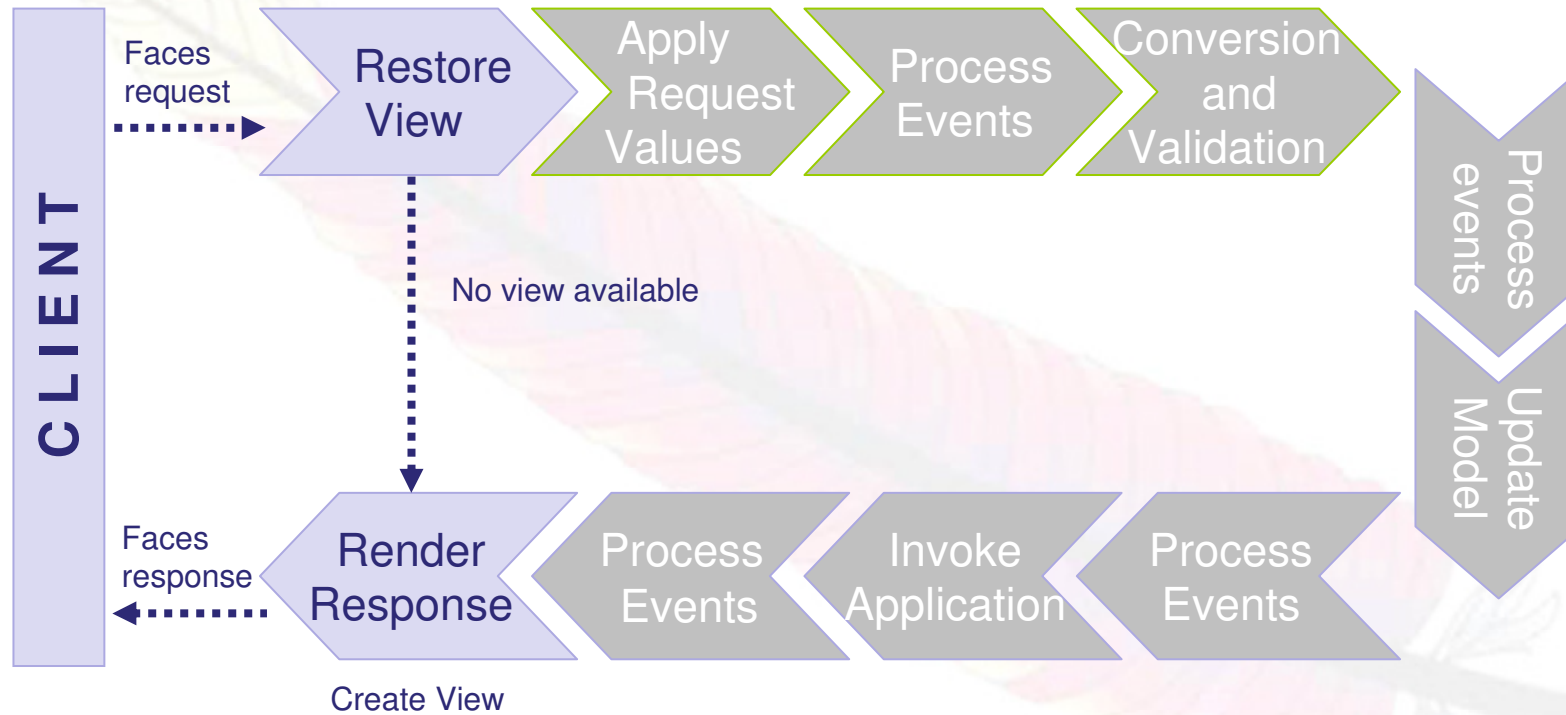 CLIENT
Faces
request
Restore
View
Apply
Request
Values
Process
Events
Conversion
and
Validation
Process
events
Update
Model
No view available
Faces
response
Render
Response
Process
Events
Invoke
Application
Process
Events
Create View